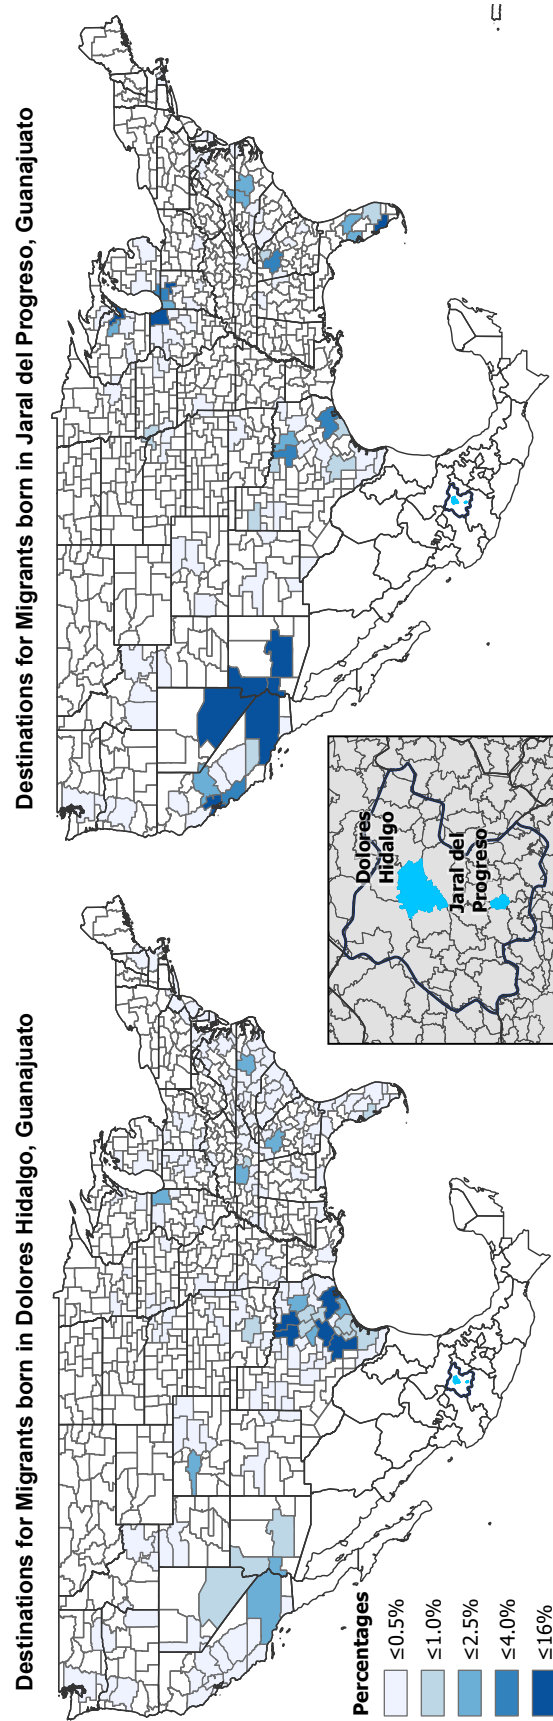 Destinations for Migrants born in Dolores Hidalgo, Guanajuato
Destinations for Migrants born in Jaral del Progreso, Guanajuato
Percentages
≤0.5%
≤1.0%
≤2.5%
≤4.0%
≤16%
Dolores
Hidalgo
Jaral del
Progreso